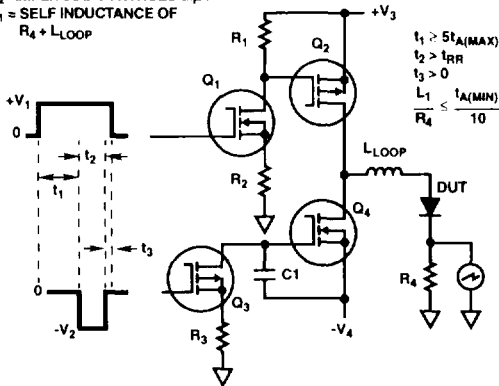 1 = SELF INDUCTANCE OF
R4 + LLOOP
+V3
R1
Q2
t1 ≥ 5tA(MAX)
t2 > tRR
t3 > 0
L1/R4 ≤ tA(MIN)/10
Q1
+V1
0
t2
t1
R2
LLOOP
DUT
Q4
t3
C1
R4
0
Q3
-V2
R3
-V4